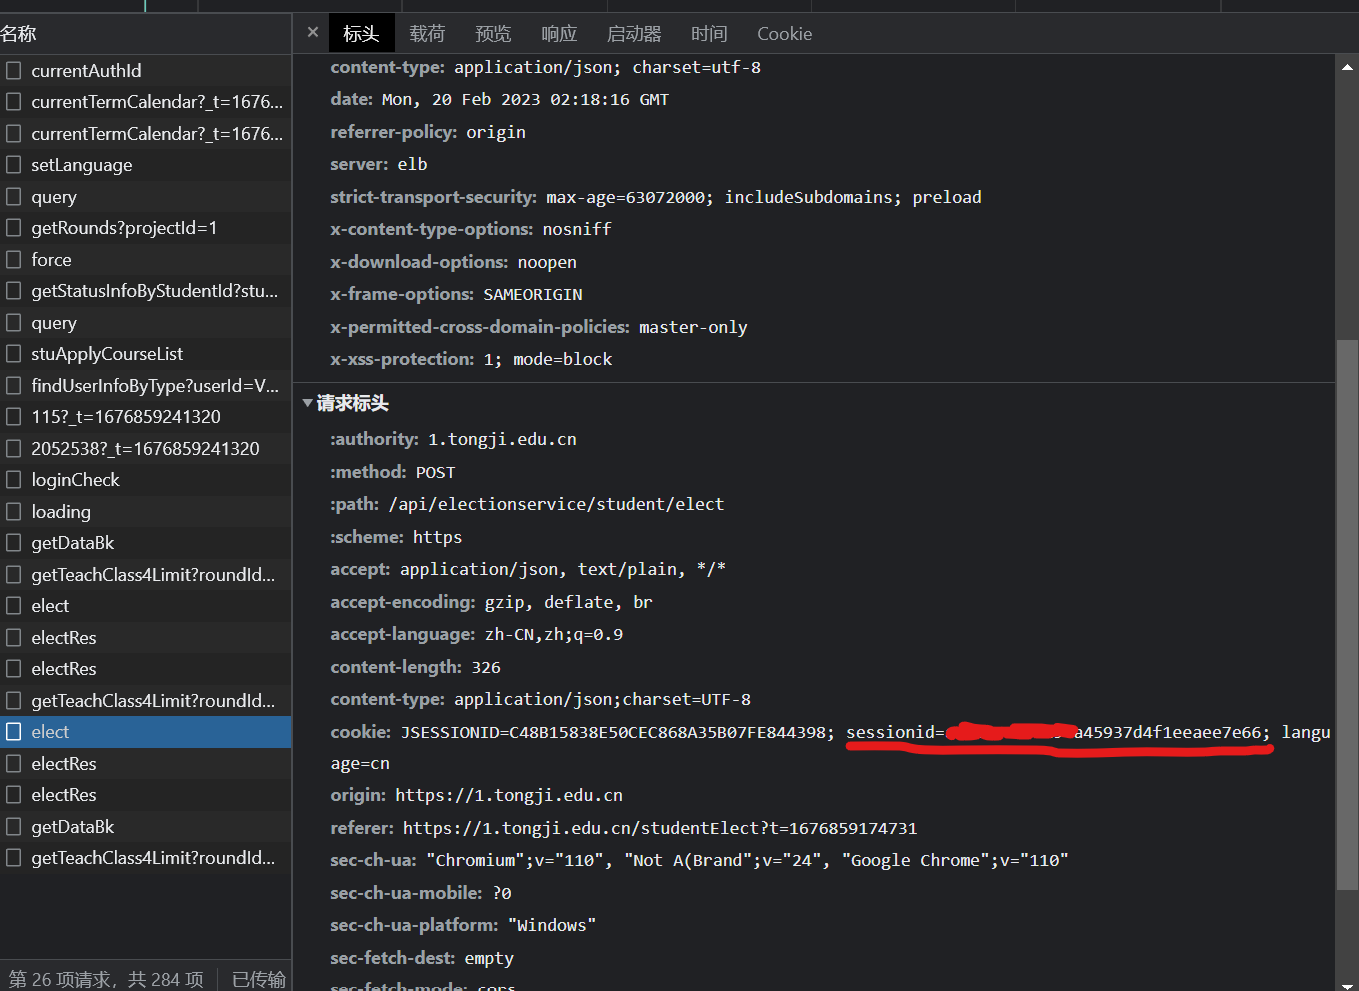 名称
currentAuthId
currentTermCalendar?_t=1676...
currentTermCalendar?_t=1676...
setLanguage
query
getRounds?projectId=1
force
getStatusInfoByStudentId?stu...
query
stuApplyCourseList
findUserInfoByType?userId=V...
115?_t=1676859241320
2052538?_t=1676859241320
loginCheck
loading
getDataBk
getTeachClass4Limit?roundId...
elect
electRes
electRes
getTeachClass4Limit?roundId...
elect
electRes
electRes
getDataBk
getTeachClass4Limit?roundId...
第 26 项请求，共 284 项 已传输
× 标头 载荷 预览 响应 启动器 时间 Cookie
content-type: application/json; charset=utf-8
date: Mon, 20 Feb 2023 02:18:16 GMT
referrer-policy: origin
server: elb
strict-transport-security: max-age=63072000; includeSubdomains; preload
x-content-type-options: nosniff
x-download-options: noopen
x-frame-options: SAMEORIGIN
x-permitted-cross-domain-policies: master-only
x-xss-protection: 1; mode=block
请求标头
:authority: 1.tongji.edu.cn
:method: POST
:path: /api/electionservice/student/elect
:scheme: https
accept: application/json, text/plain, */*
accept-encoding: gzip, deflate, br
accept-language: zh-CN,zh;q=0.9
content-length: 326
content-type: application/json;charset=UTF-8
cookie: JSESSIONID=C48B15838E50CEC868A35B07FE844398; sessionid= a45937d4f1eeaee7e66; langu
age=cn
origin: https://1.tongji.edu.cn
referer: https://1.tongji.edu.cn/studentElect?t=1676859174731
sec-ch-ua: "Chromium";v="110", "Not A(Brand";v="24", "Google Chrome";v="110"
sec-ch-ua-mobile: ?0
sec-ch-ua-platform: "Windows"
sec-fetch-dest: empty
sec-fetch-mode: cors